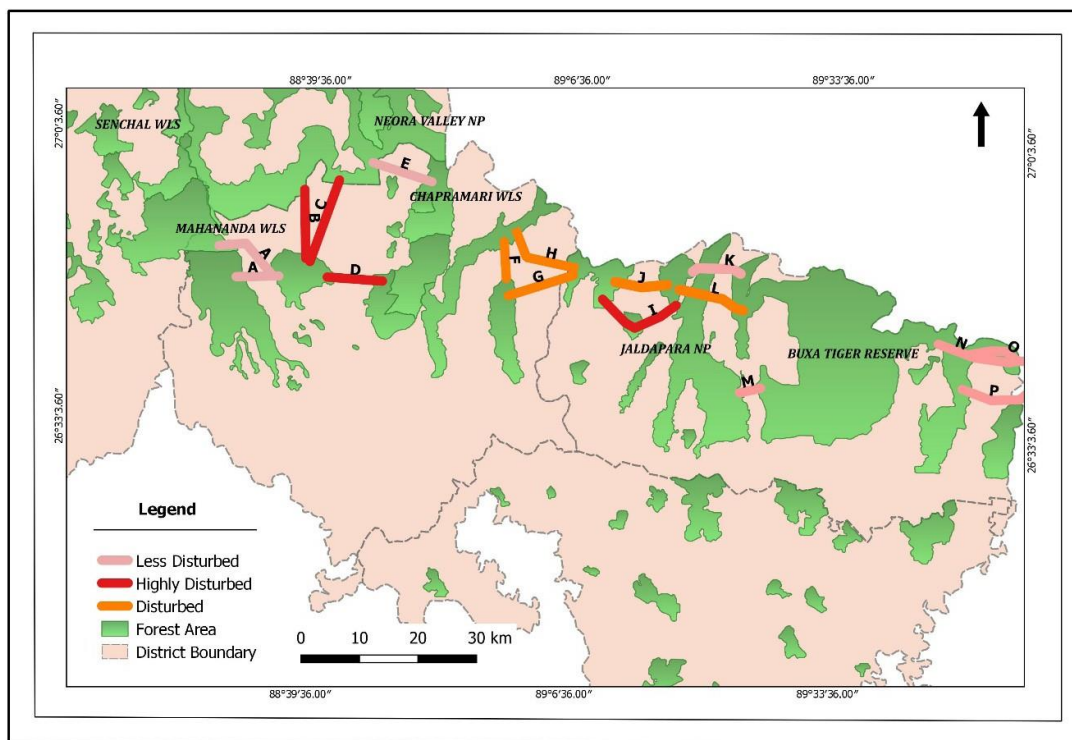 88°39'36.00"
89°6'36.00"
89°33'36.00"
27°0'3.60"
27°0'3.60"
SENCHAL WLS
NEORA VALLEY NP
E
CHAPRAMARI WLS
C
B
MAHANANDA WLS
A
A
D
F
H
G
J
I
K
L
JALDAPARA NP
BUXA TIGER RESERVE
M
N
O
P
26°33'3.60"
26°33'3.60"
Legend
Less Disturbed
Highly Disturbed
Disturbed
Forest Area
District Boundary
0 10 20 30 km
88°39'36.00"
89°6'36.00"
89°33'36.00"